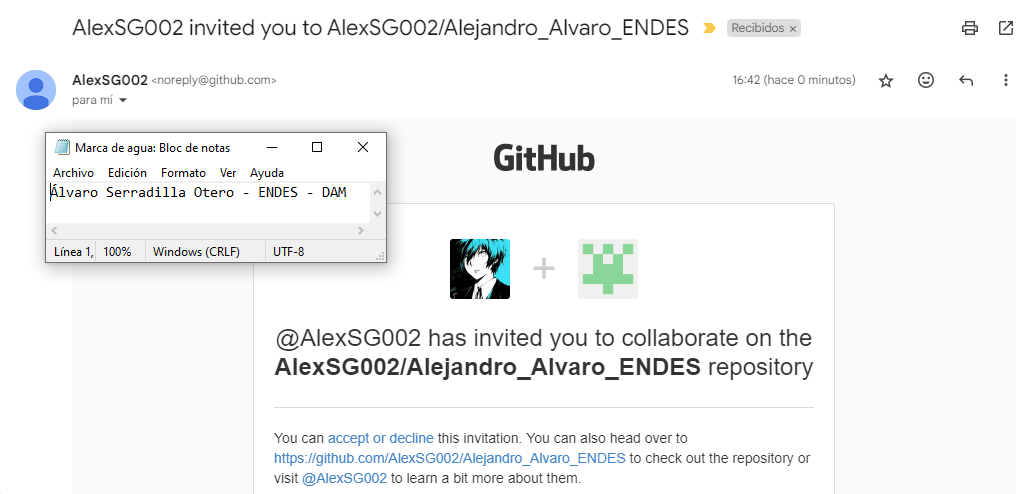 AlexSG002 invited you to AlexSG002/Alejandro_Alvaro_ENDES
Recibidos ×
AlexSG002 <noreply@github.com>
16:42 (hace 0 minutos)
para mí
Marca de agua: Bloc de notas
Archivo Edición Formato Ver Ayuda
Álvaro Serradilla Otero - ENDES - DAM
Línea 1, 100% Windows (CRLF) UTF-8
GitHub
@AlexSG002 has invited you to collaborate on the
AlexSG002/Alejandro_Alvaro_ENDES repository
You can accept or decline this invitation. You can also head over to
https://github.com/AlexSG002/Alejandro_Alvaro_ENDES to check out the repository or
visit @AlexSG002 to learn a bit more about them.